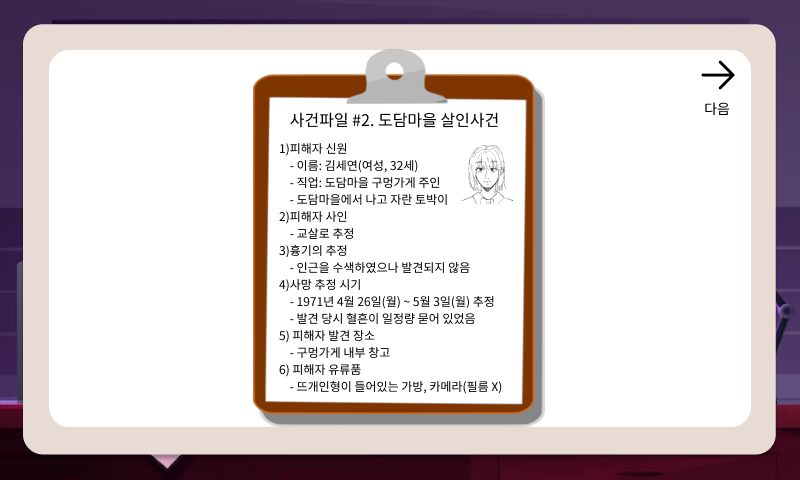 사건파일 #2. 도담마을 살인사건
다음
1)피해자 신원
- 이름: 김세연(여성, 32세)
- 직업: 도담마을 구멍가게 주인
- 도담마을에서 나고 자란 토박이
2)피해자 사인
- 교살로 추정
3)흉기의 추정
- 인근을 수색하였으나 발견되지 않음
4)사망 추정 시기
- 1971년 4월 26일(월) ~ 5월 3일(월) 추정
- 발견 당시 혈흔이 일정량 묻어 있었음
5) 피해자 발견 장소
- 구멍가게 내부 창고
6) 피해자 유류품
- 뜨개인형이 들어있는 가방, 카메라(필름 X)